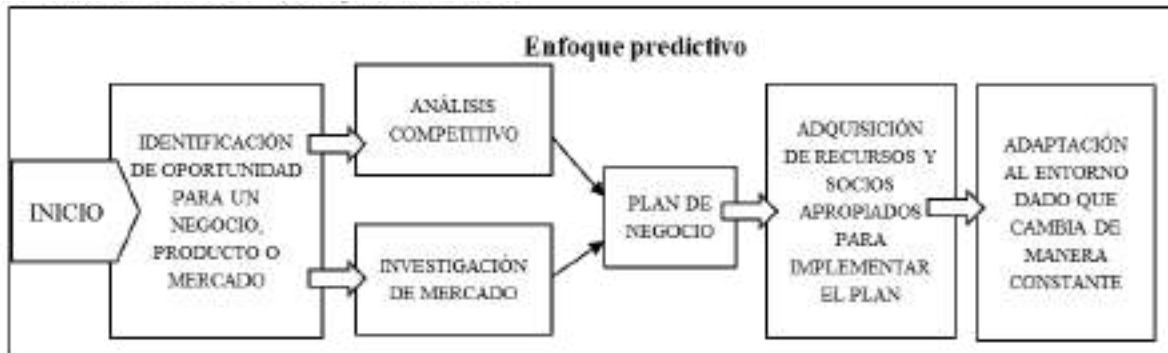 Enfoque predictivo
INICIO
IDENTIFICACIÓN
DE OPORTUNIDAD
PARA UN
NEGOCIO,
PRODUCTO O
MERCADO
ANÁLISIS
COMPETITIVO
INVESTIGACIÓN
DE MERCADO
PLAN DE
NEGOCIO
ADQUISICIÓN
DE RECURSOS Y
SOCIOS
APROPIADOS
PARA
IMPLEMENTAR
EL PLAN
ADAPTACIÓN
AL ENTORNO
DADO QUE
CAMBIA DE
MANERA
CONSTANTE